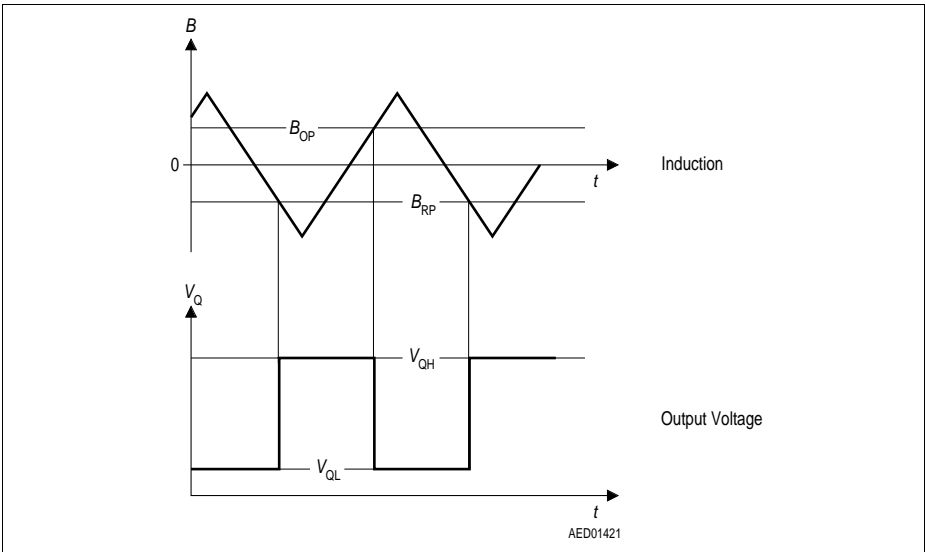 B
B_OP
0
t
Induction
B_RP
V_Q
V_QH
Output Voltage
V_QL
t
AED01421